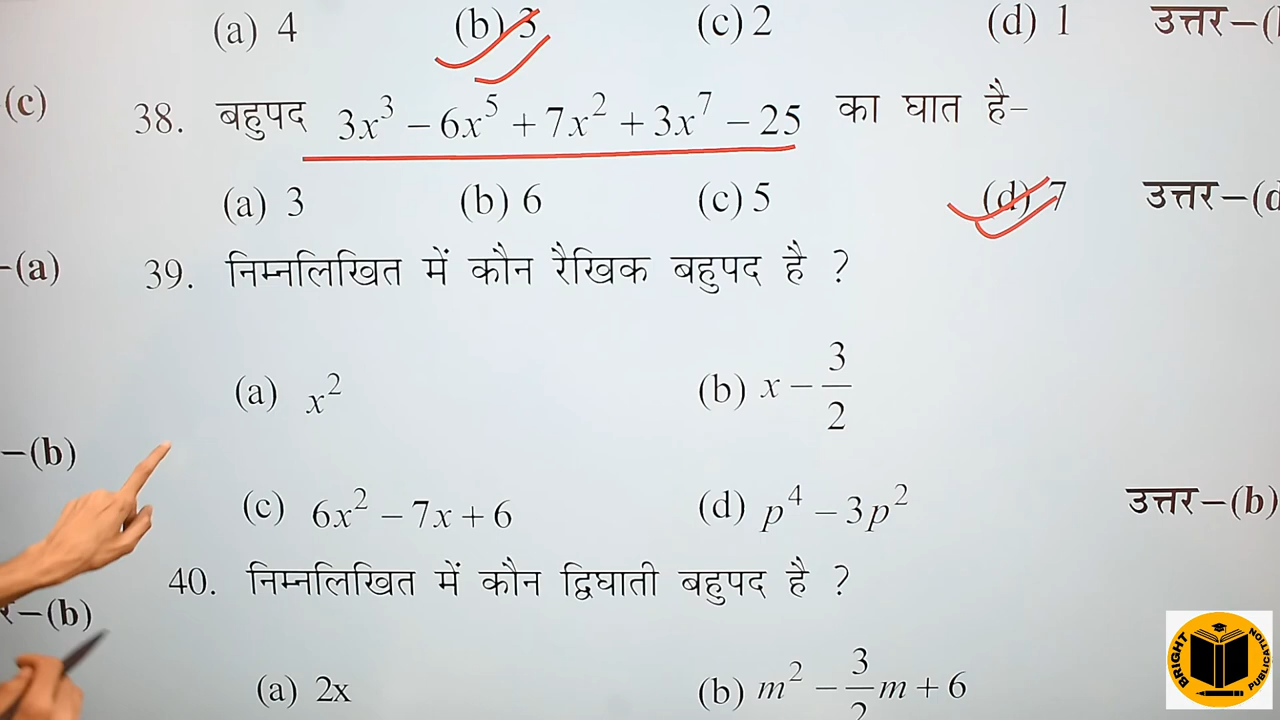 (a) 4 (b) 3 (c) 2 (d) 1 उत्तर–(
(c)
38. बहुपद 3x³ − 6x⁵ + 7x² + 3x⁷ − 25 का घात है–
(a) 3 (b) 6 (c) 5 (d) 7 उत्तर–(d
–(a)
39. निम्नलिखित में कौन रैखिक बहुपद है ?
(a) x² (b) x − 3/2
–(b)
(c) 6x² − 7x + 6 (d) p⁴ − 3p² उत्तर–(b)
40. निम्नलिखित में कौन द्विघाती बहुपद है ?
र–(b)
(a) 2x (b) m² − 3/2 m + 6
BRIGHT PUBLICATION